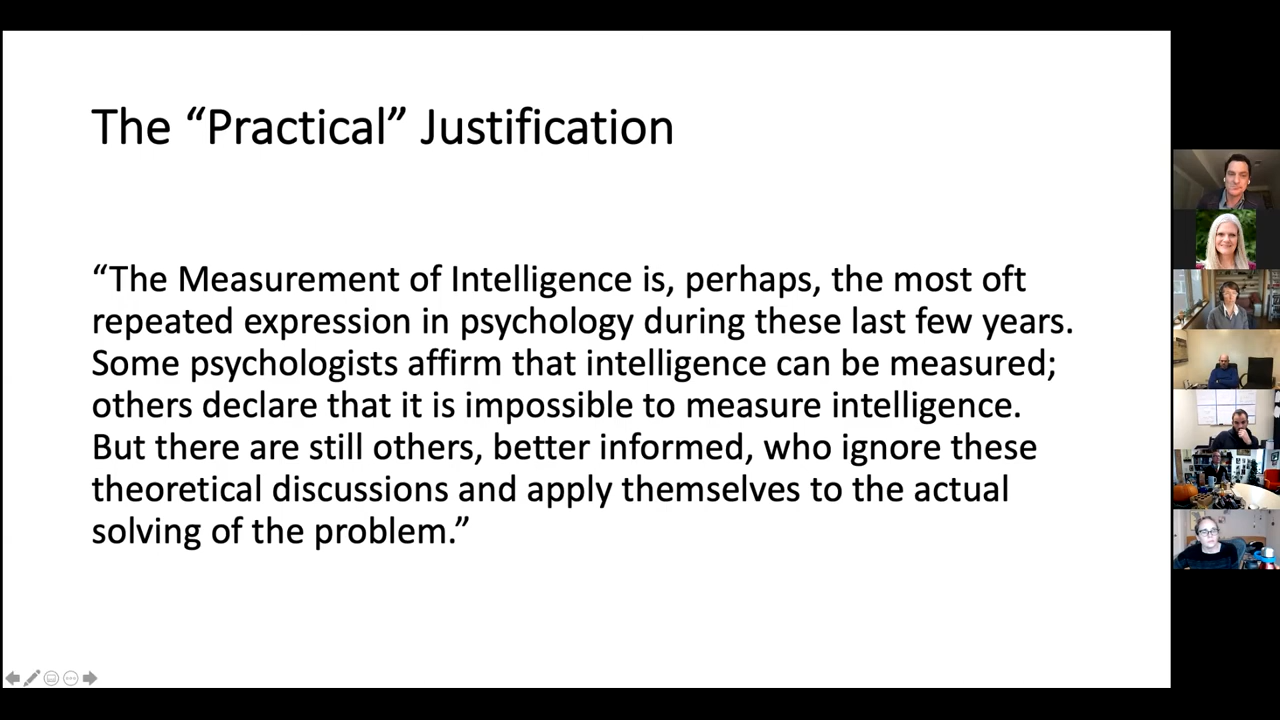 The “Practical” Justification
“The Measurement of Intelligence is, perhaps, the most oft
repeated expression in psychology during these last few years.
Some psychologists affirm that intelligence can be measured;
others declare that it is impossible to measure intelligence.
But there are still others, better informed, who ignore these
theoretical discussions and apply themselves to the actual
solving of the problem.”